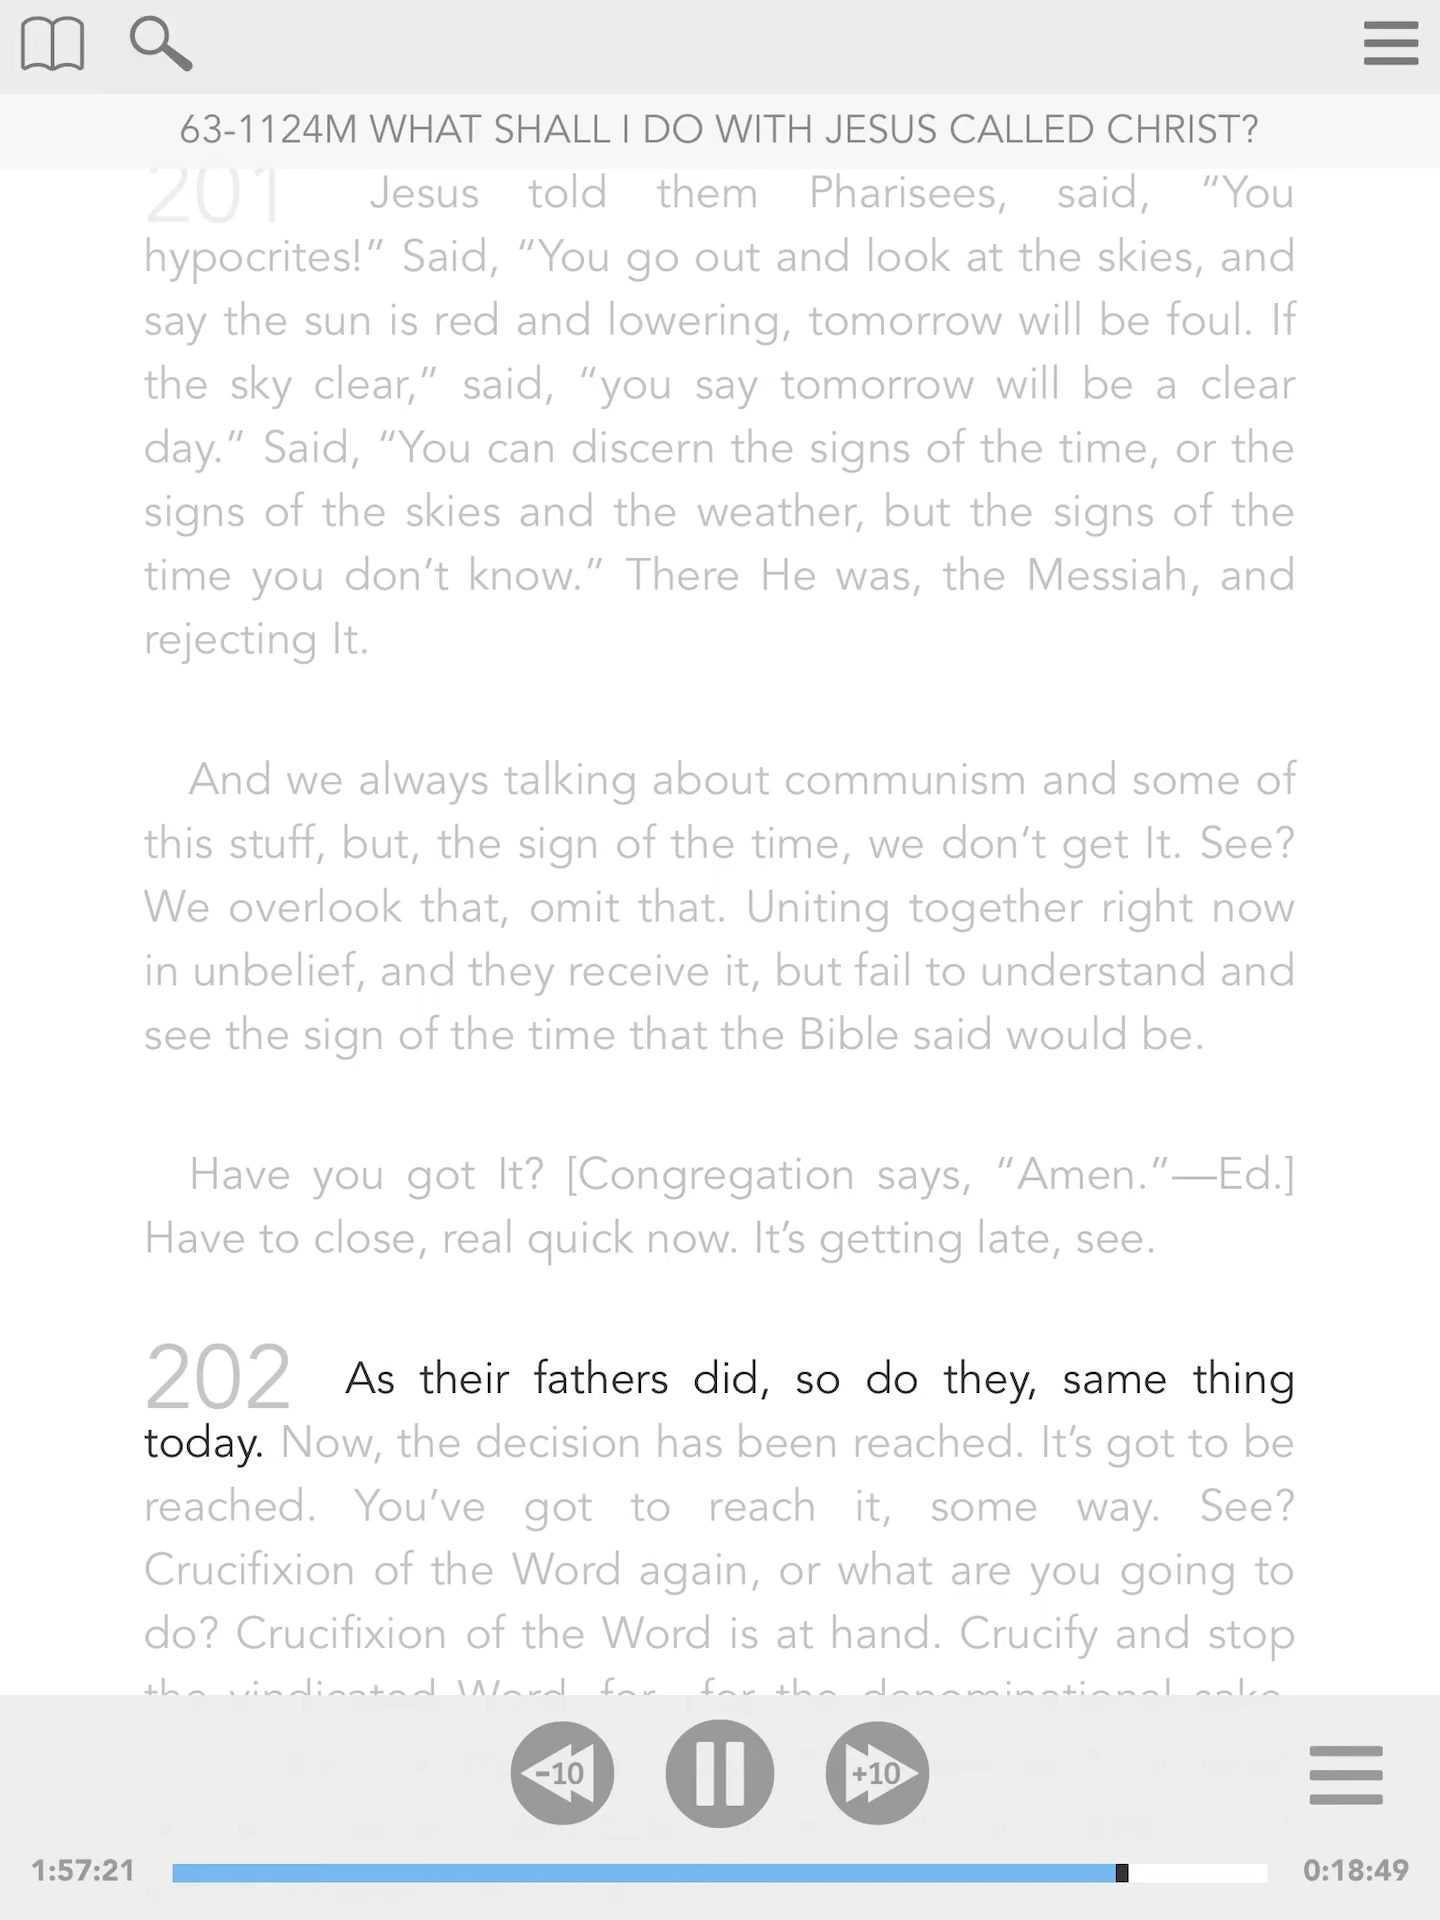 63-1124M WHAT SHALL I DO WITH JESUS CALLED CHRIST?
201 Jesus told them Pharisees, said, “You
hypocrites!” Said, “You go out and look at the skies, and
say the sun is red and lowering, tomorrow will be foul. If
the sky clear,” said, “you say tomorrow will be a clear
day.” Said, “You can discern the signs of the time, or the
signs of the skies and the weather, but the signs of the
time you don’t know.” There He was, the Messiah, and
rejecting It.
And we always talking about communism and some of
this stuff, but, the sign of the time, we don’t get It. See?
We overlook that, omit that. Uniting together right now
in unbelief, and they receive it, but fail to understand and
see the sign of the time that the Bible said would be.
Have you got It? [Congregation says, “Amen.”—Ed.]
Have to close, real quick now. It’s getting late, see.
202 As their fathers did, so do they, same thing
today. Now, the decision has been reached. It’s got to be
reached. You’ve got to reach it, some way. See?
Crucifixion of the Word again, or what are you going to
do? Crucifixion of the Word is at hand. Crucify and stop
the vindicated Word, for, for the denominational sake,
-10 +10
1:57:21 0:18:49